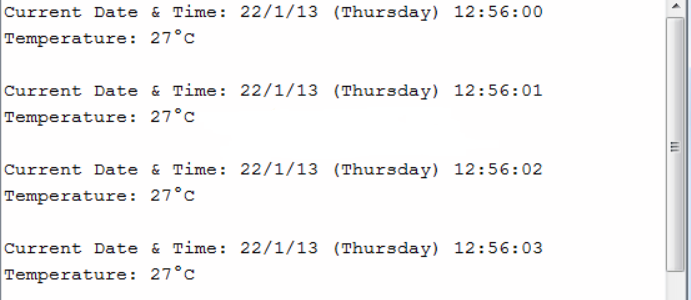 Current Date & Time: 22/1/13 (Thursday) 12:56:00
Temperature: 27°C
Current Date & Time: 22/1/13 (Thursday) 12:56:01
Temperature: 27°C
Current Date & Time: 22/1/13 (Thursday) 12:56:02
Temperature: 27°C
Current Date & Time: 22/1/13 (Thursday) 12:56:03
Temperature: 27°C